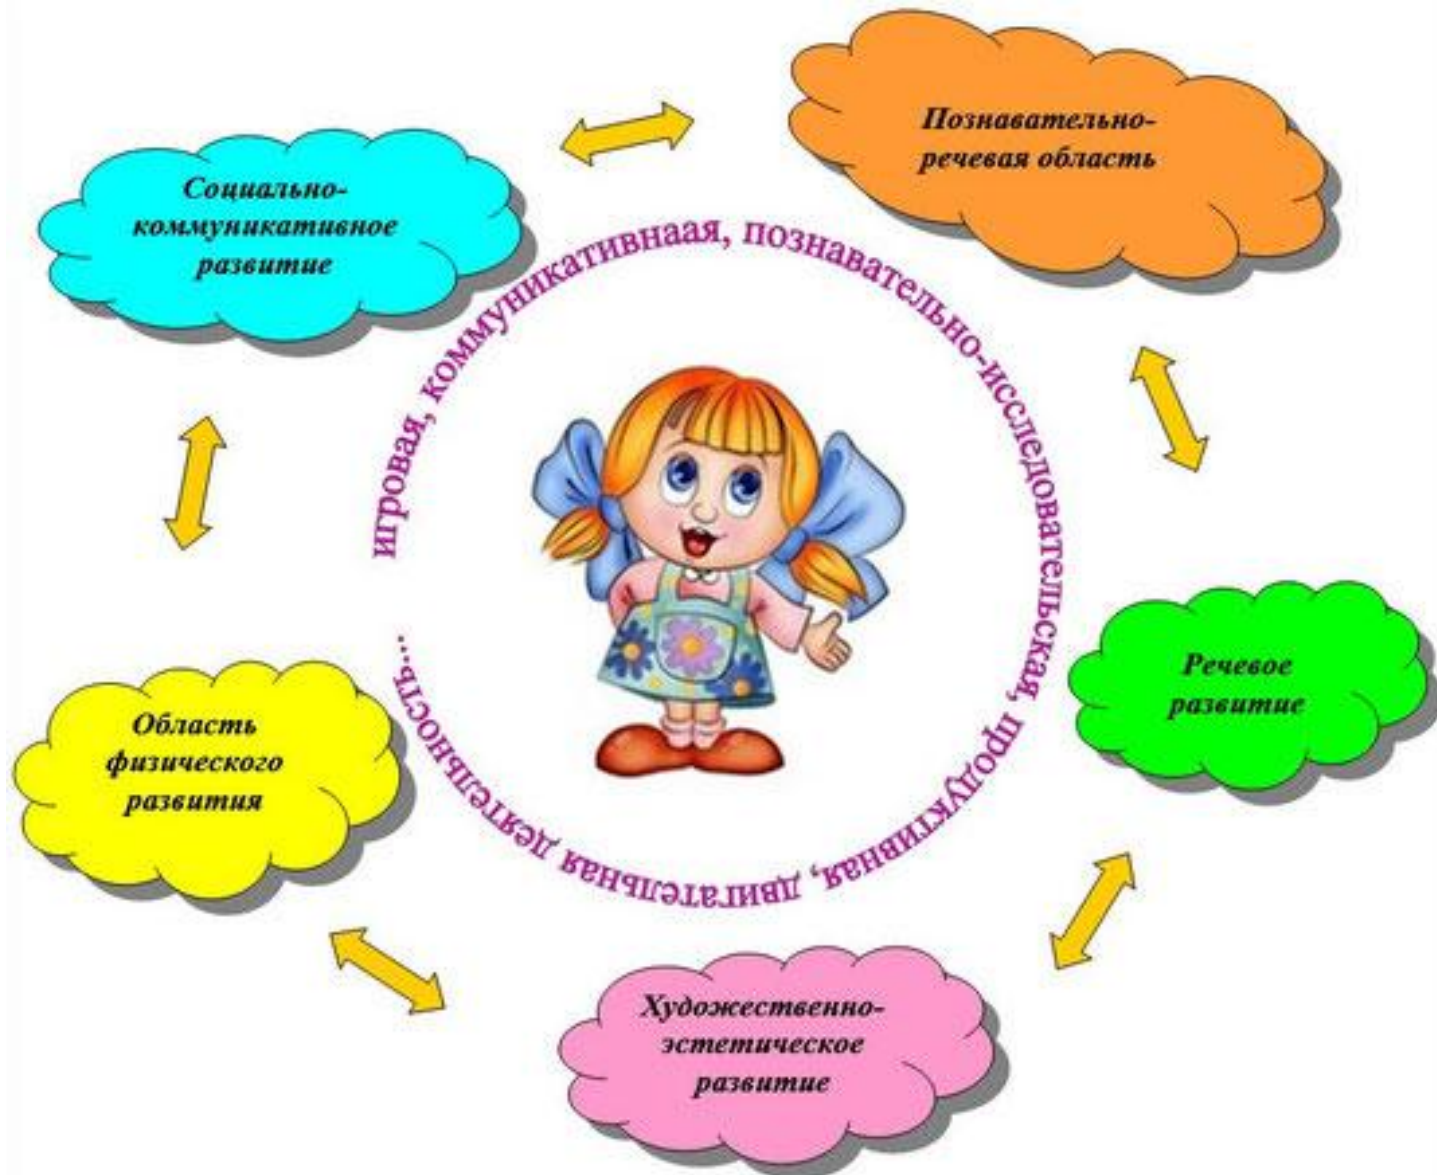 Социально-
коммуникативное
развитие
Познавательно-
речевая область
игровая, коммуникативнаая, познавательно-исследовательская, продуктивная, двигательная деятельность...
Речевое
развитие
Область
физического
развития
Художественно-
эстетическое
развитие